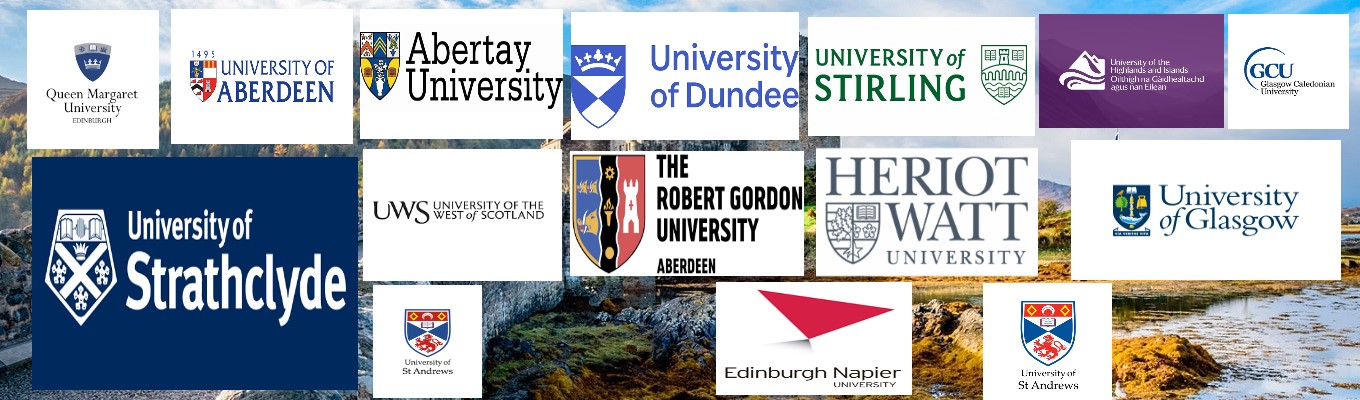 Queen Margaret
University
EDINBURGH
1495
UNIVERSITY OF
ABERDEEN
Abertay
University
University
of Dundee
UNIVERSITY of
STIRLING
University of the
Highlands and Islands
Oilthigh na Gàidhealtachd
agus nan Eilean
GCU
Glasgow Caledonian
University
University of
Strathclyde
UWS UNIVERSITY OF THE
WEST of SCOTLAND
THE
ROBERT GORDON
UNIVERSITY
ABERDEEN
HERIOT
WATT
UNIVERSITY
University
of Glasgow
University of
St Andrews
Edinburgh Napier
UNIVERSITY
University of
St Andrews